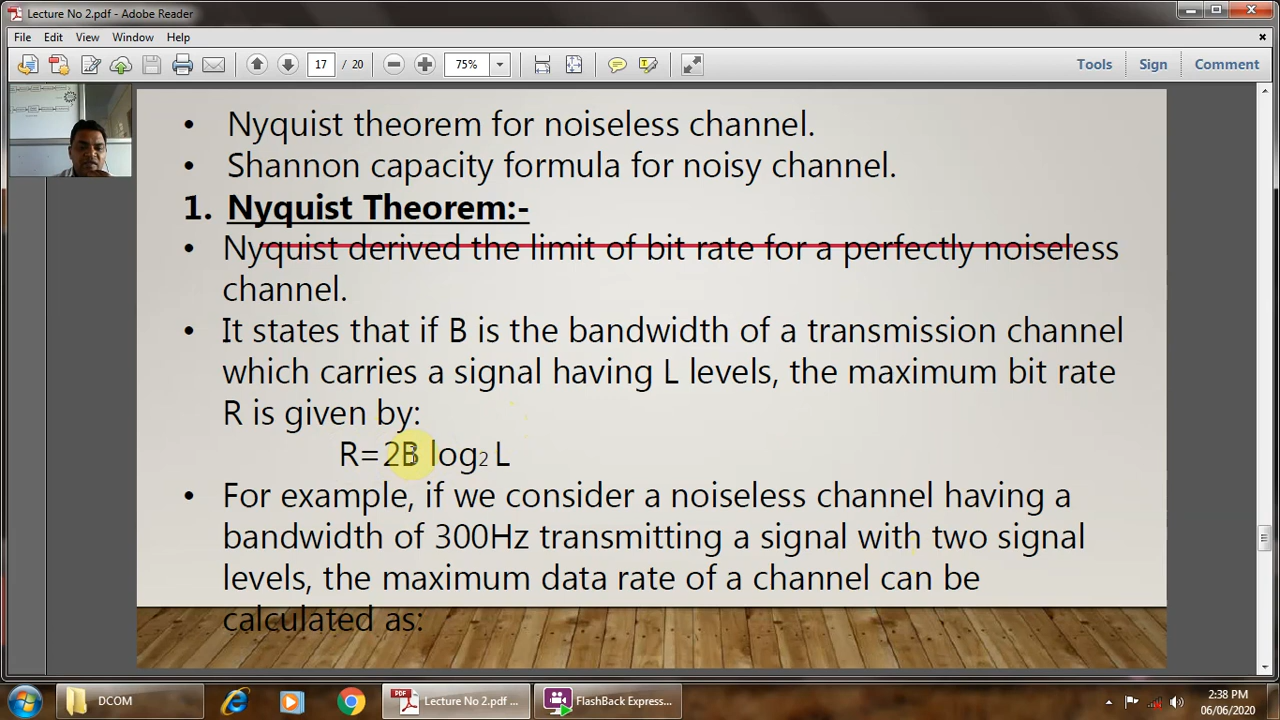 Lecture No 2.pdf - Adobe Reader
File Edit View Window Help
17 / 20 75% Tools Sign Comment
• Nyquist theorem for noiseless channel.
• Shannon capacity formula for noisy channel.
1. Nyquist Theorem:-
• Nyquist derived the limit of bit rate for a perfectly noiseless
channel.
• It states that if B is the bandwidth of a transmission channel
which carries a signal having L levels, the maximum bit rate
R is given by:
R=2B log₂ L
• For example, if we consider a noiseless channel having a
bandwidth of 300Hz transmitting a signal with two signal
levels, the maximum data rate of a channel can be
calculated as:
DCOM Lecture No 2.pdf ... FlashBack Express... 2:38 PM
06/06/2020